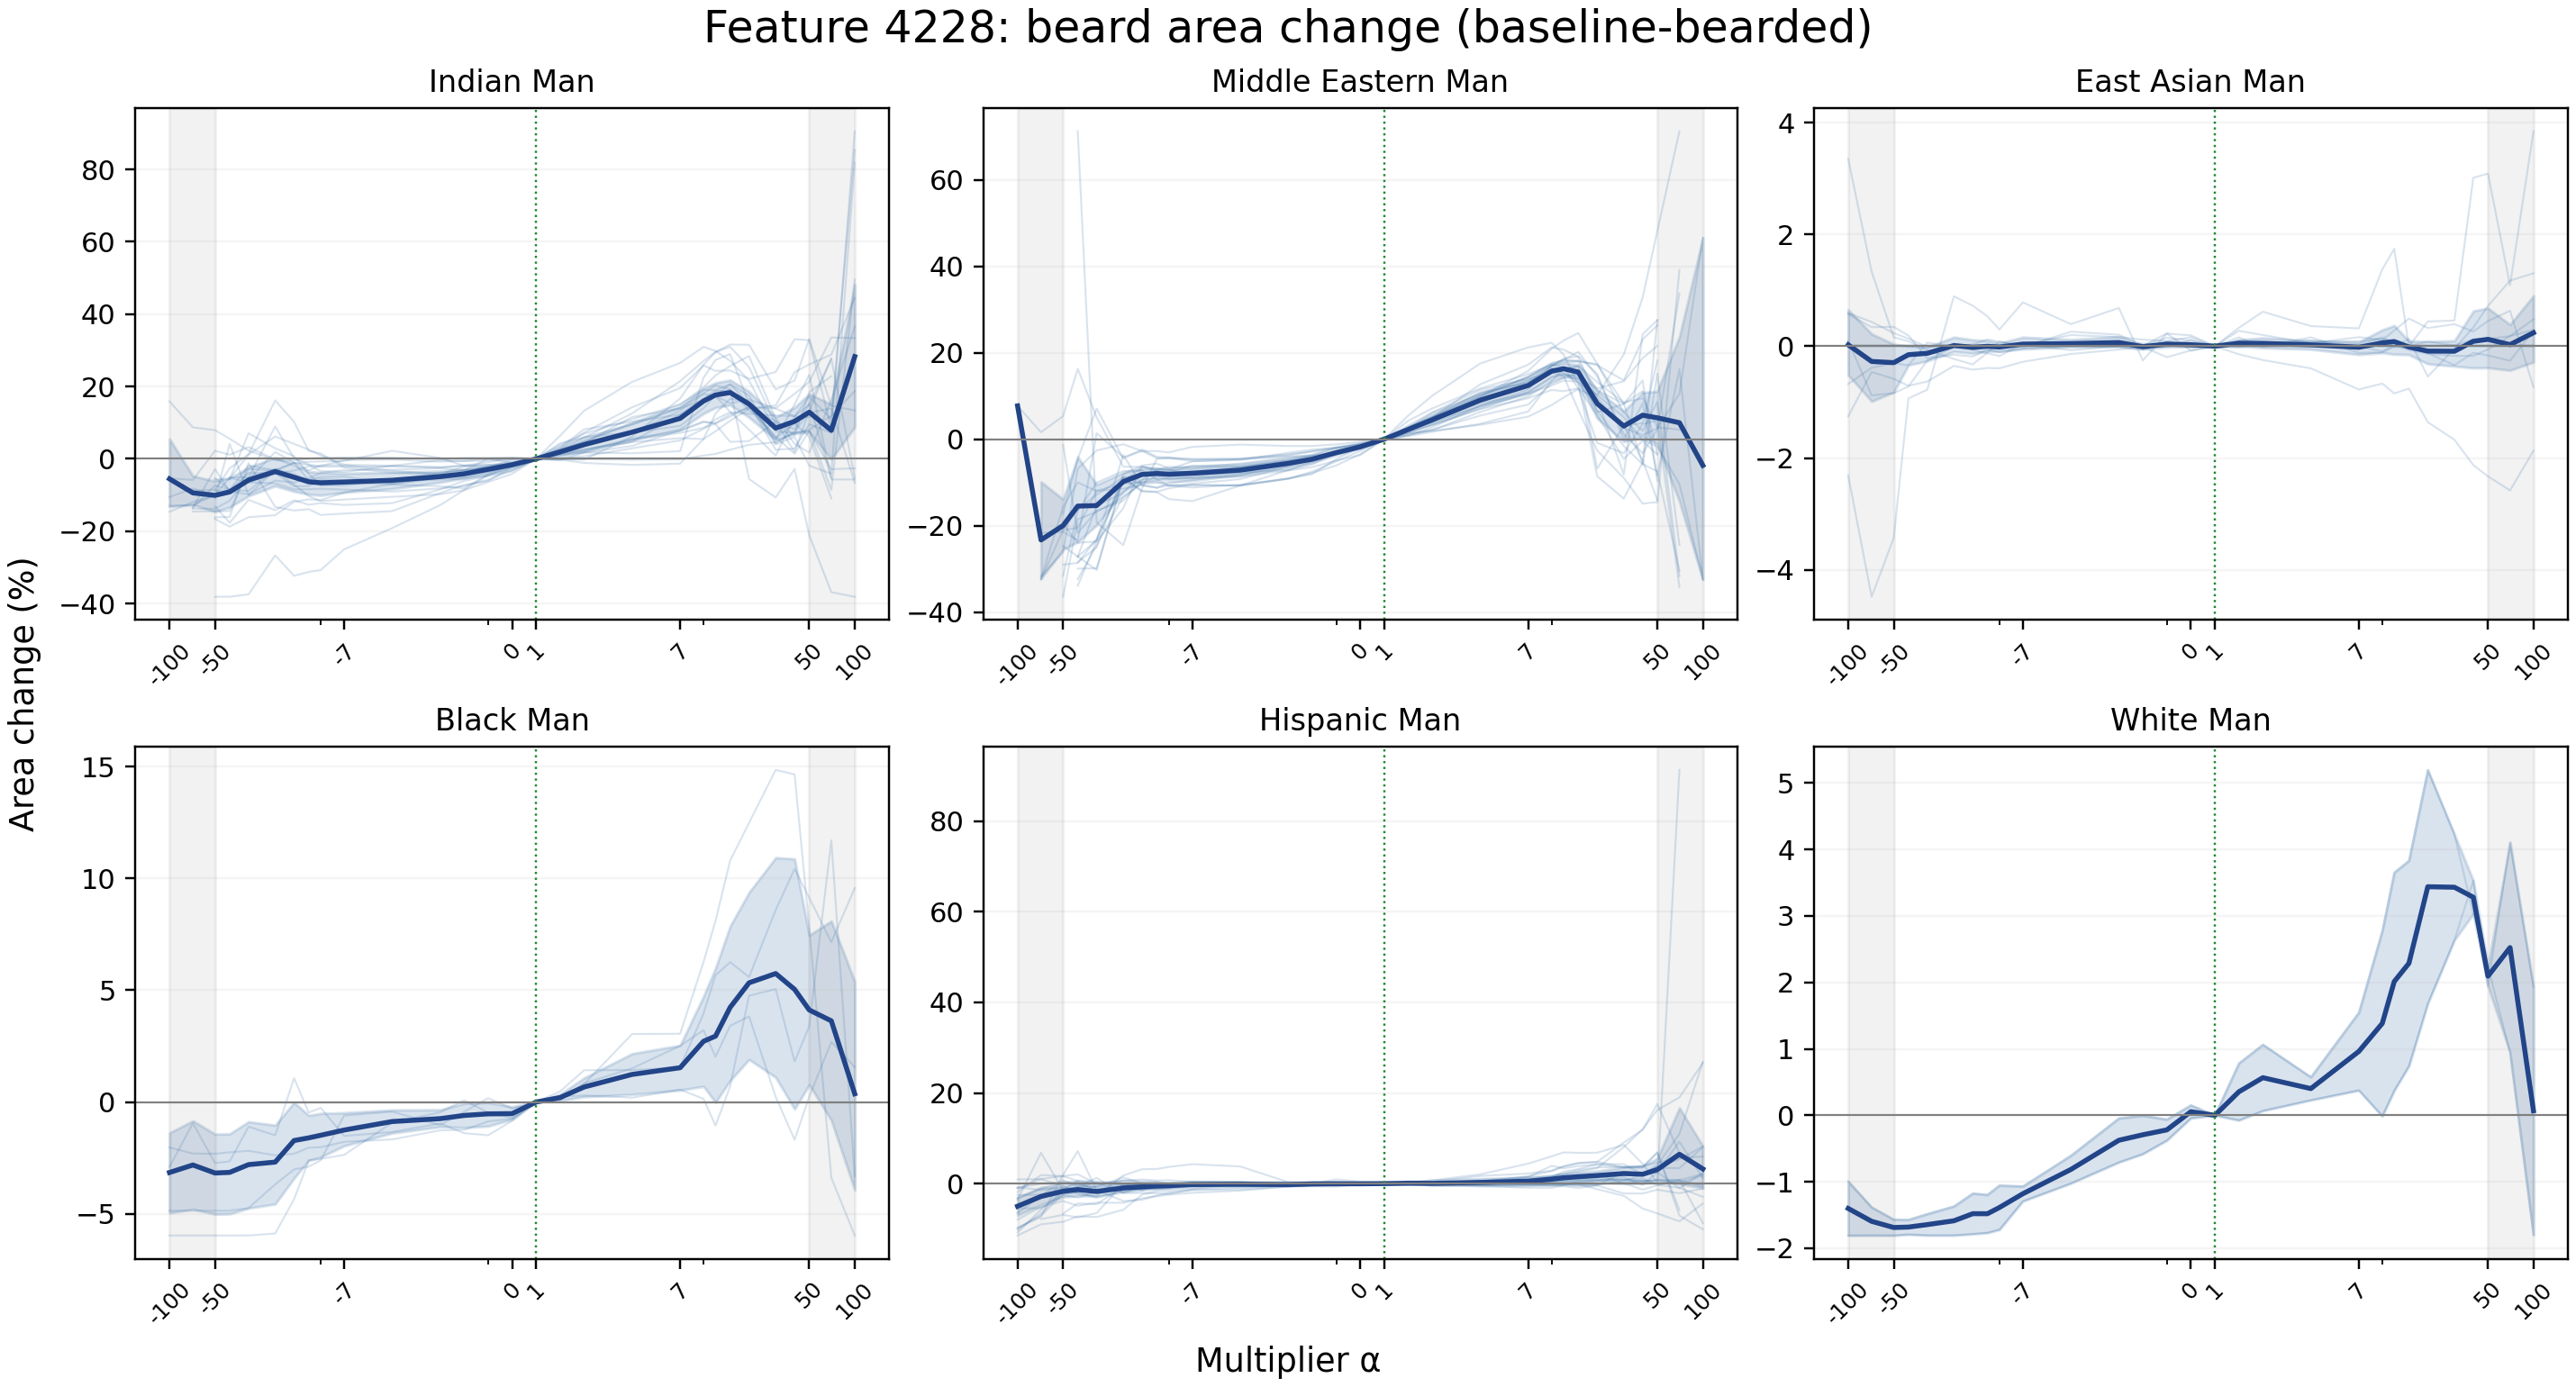 Feature 4228: beard area change (baseline-bearded)
Indian Man
Middle Eastern Man
East Asian Man
80
60
40
20
0
−20
−40
-100 -50 -7 0 1 7 50 100
60
40
20
0
−20
−40
-100 -50 -7 0 1 7 50 100
4
2
0
−2
−4
-100 -50 -7 0 1 7 50 100
Area change (%)
Black Man
Hispanic Man
White Man
15
10
5
0
−5
-100 -50 -7 0 1 7 50 100
80
60
40
20
0
-100 -50 -7 0 1 7 50 100
5
4
3
2
1
0
−1
−2
-100 -50 -7 0 1 7 50 100
Multiplier α